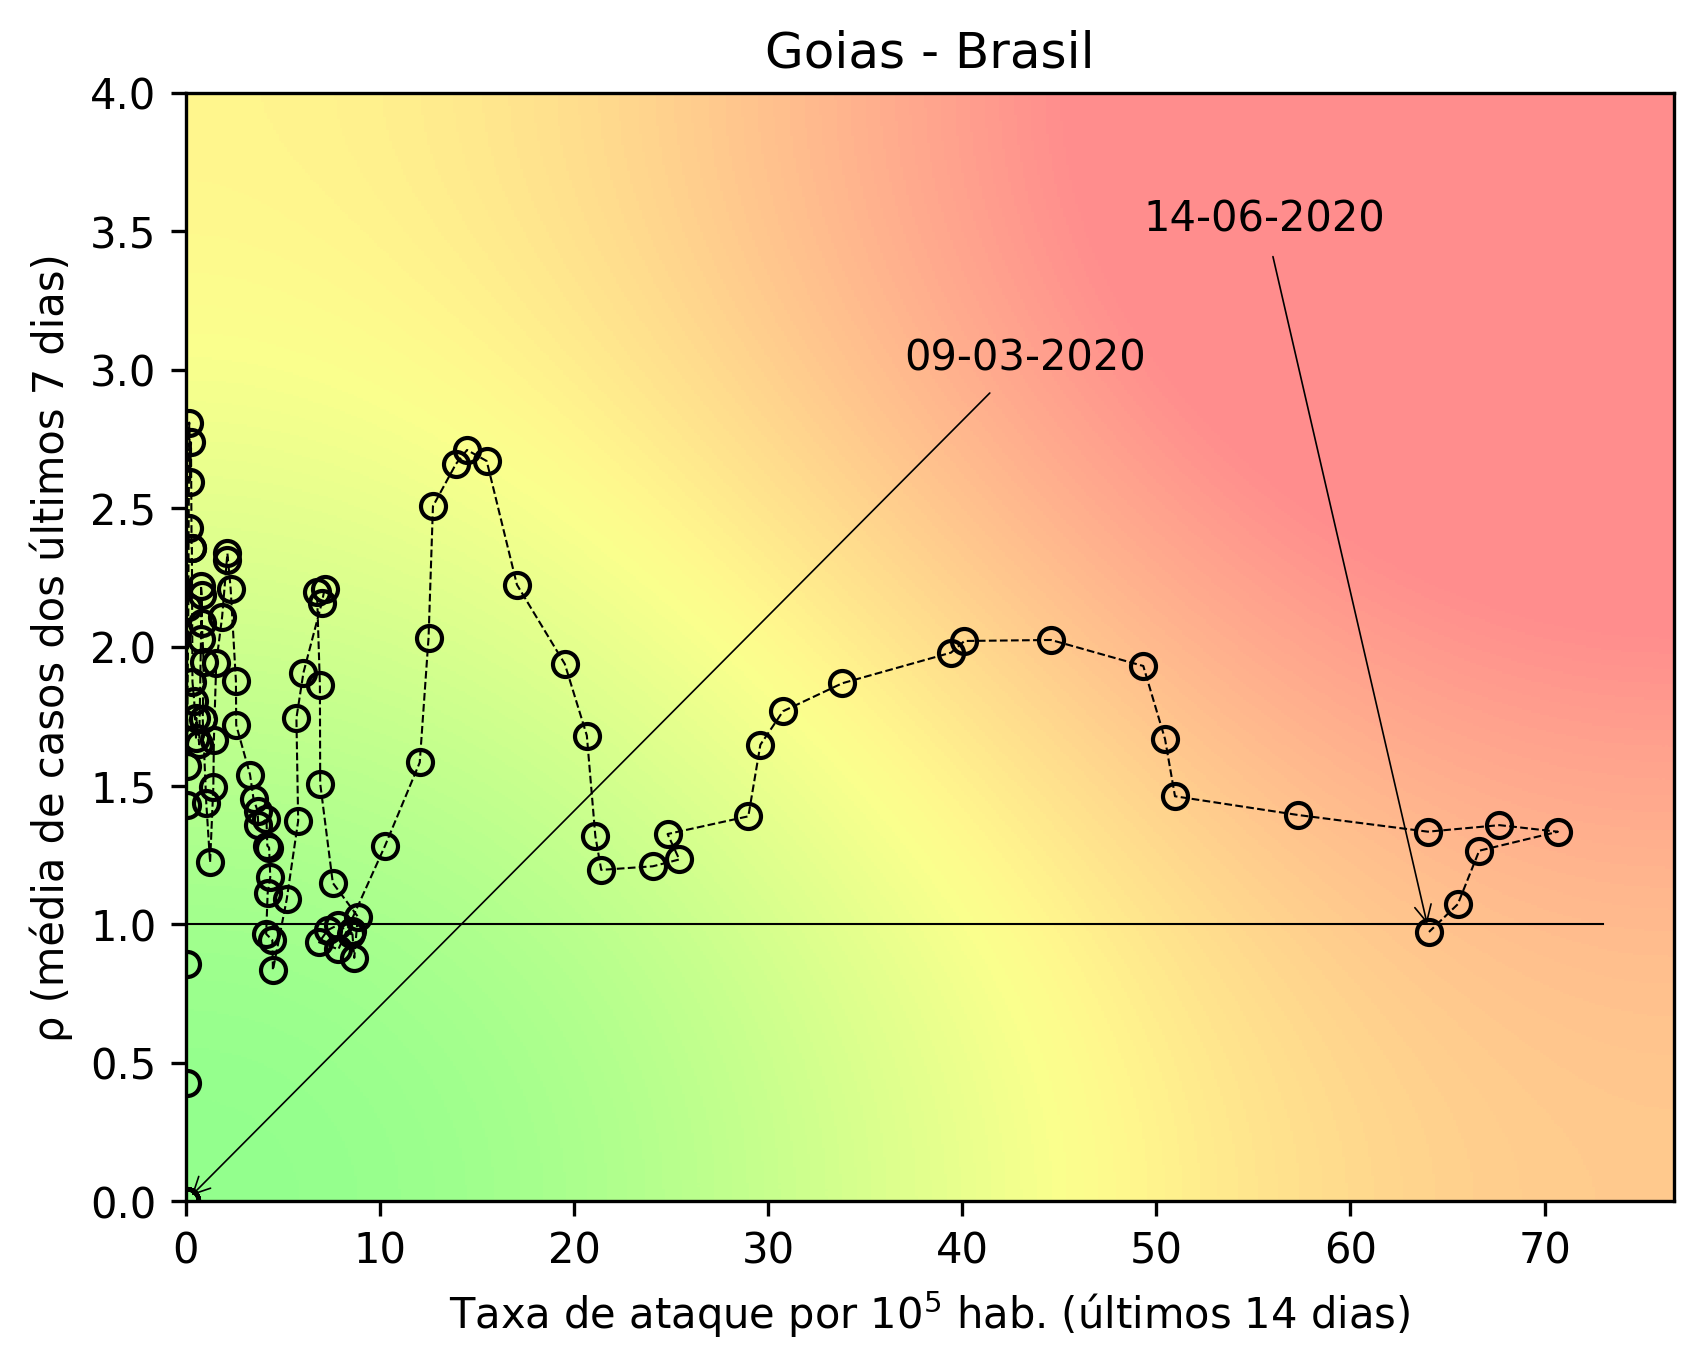 Goias - Brasil
4.0
3.5
3.0
2.5
2.0
1.5
1.0
0.5
0.0
ρ (média de casos dos últimos 7 dias)
14-06-2020
09-03-2020
0 10 20 30 40 50 60 70
Taxa de ataque por 10⁵ hab. (últimos 14 dias)